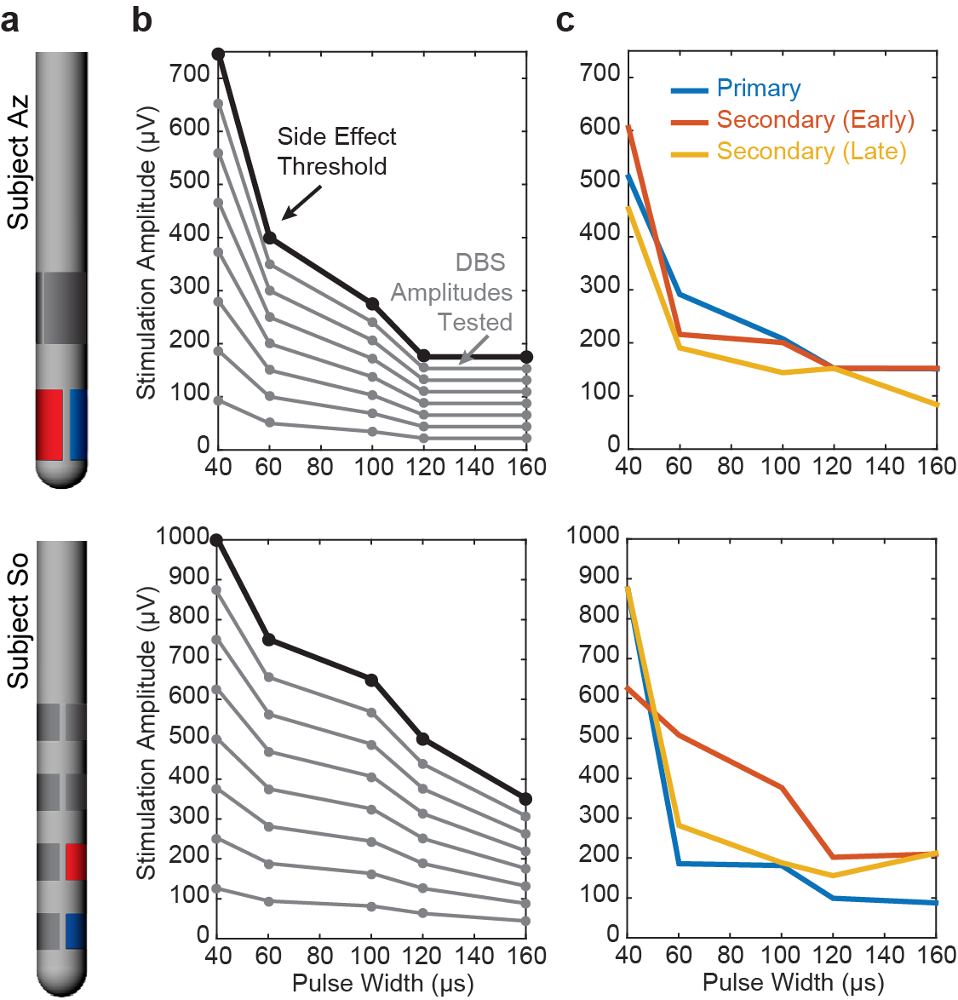 a
b
c
Subject Az
Stimulation Amplitude (µV)
700
600
500
400
300
200
100
0
40 60 80 100 120 140 160
Side Effect
Threshold
DBS
Amplitudes
Tested
700
600
500
400
300
200
100
0
40 60 80 100 120 140 160
Primary
Secondary (Early)
Secondary (Late)
Subject So
Stimulation Amplitude (µV)
1000
900
800
700
600
500
400
300
200
100
0
40 60 80 100 120 140 160
Pulse Width (µs)
1000
900
800
700
600
500
400
300
200
100
0
40 60 80 100 120 140 160
Pulse Width (µs)